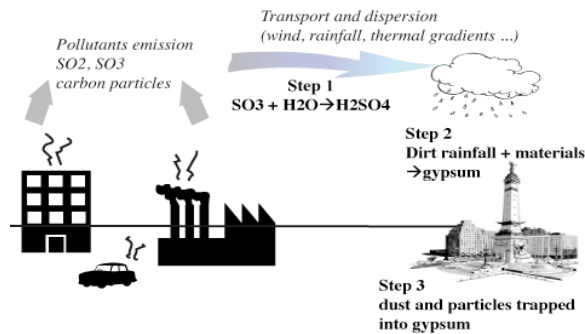 Transport and dispersion
(wind, rainfall, thermal gradients ...)
Pollutants emission
SO2, SO3
carbon particles
Step 1
SO3 + H2O→H2SO4
Step 2
Dirt rainfall + materials
→gypsum
Step 3
dust and particles trapped
into gypsum